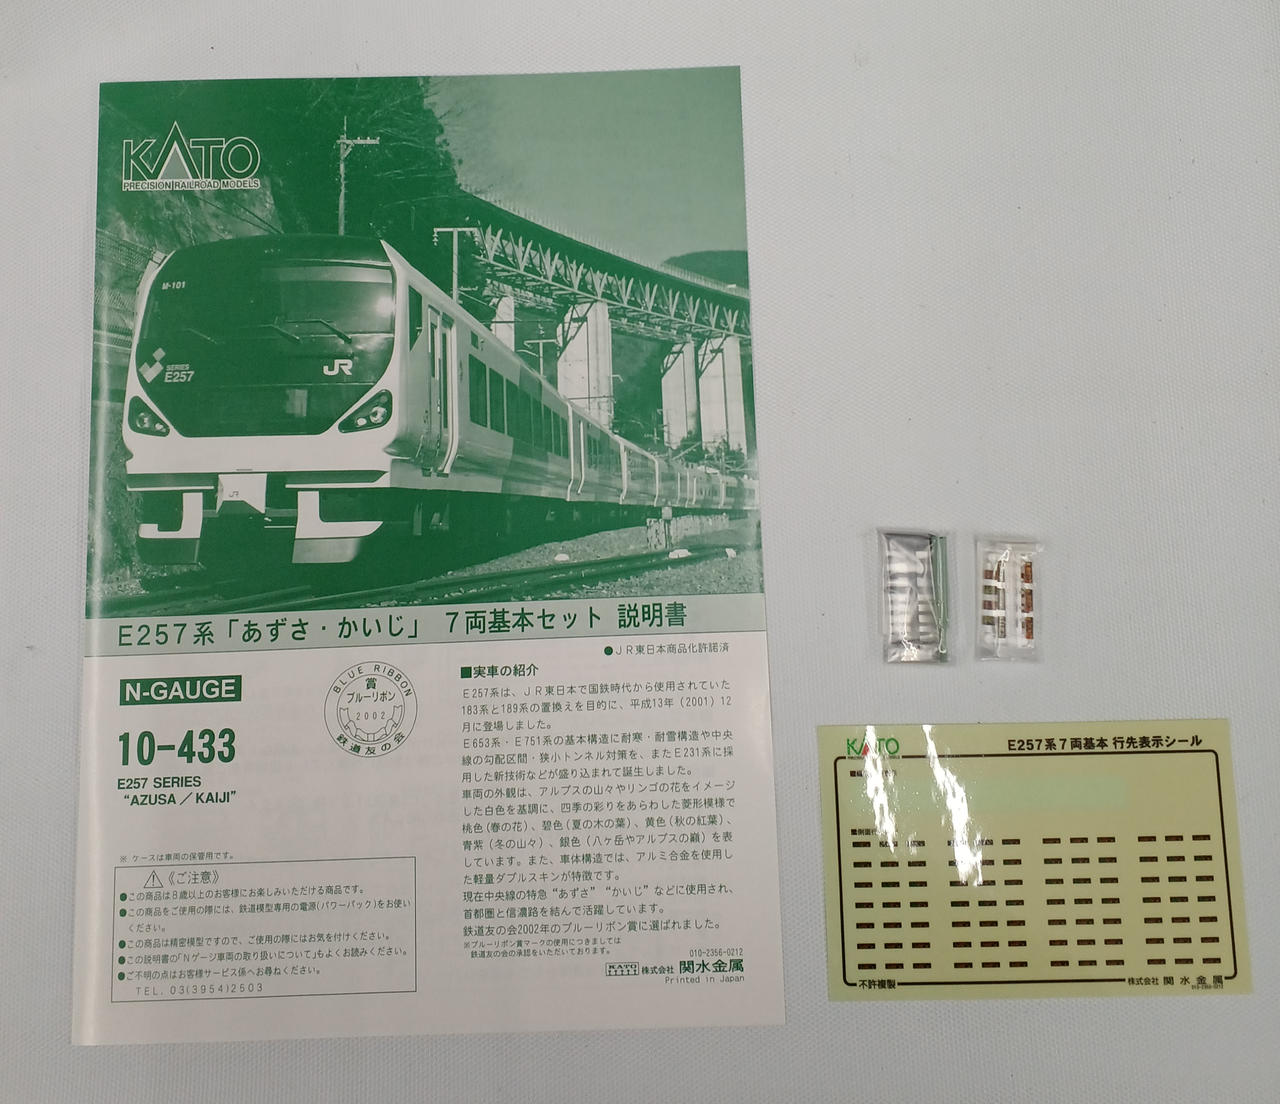 KATO
PRECISION RAILROAD MODELS
M-101
SERIES
E257
JR
JR
E257系「あずさ・かいじ」 7両基本セット 説明書
●JR東日本商品化許諾済
N-GAUGE
10-433
E257 SERIES
“AZUSA／KAIJI”
BLUE RIBBON
賞
ブルーリボン
2002
鉄道友の会
■実車の紹介
E257系は、JR東日本で国鉄時代から使用されていた
183系と189系の置換えを目的に、平成13年（2001）12
月に登場しました。
E653系・E751系の基本構造に耐寒・耐雪構造や中央
線の勾配区間・狭小トンネル対策を、またE231系に採
用した新技術などが盛り込まれて誕生しました。
車両の外観は、アルプスの山々やリンゴの花をイメージ
した白色を基調に、四季の彩りをあらわした菱形模様で
桃色（春の花）、碧色（夏の木の葉）、黄色（秋の紅葉）、
青紫（冬の山々）、銀色（八ヶ岳やアルプスの巓）を表
しています。また、車体構造では、アルミ合金を使用し
た軽量ダブルスキンが特徴です。
現在中央線の特急“あずさ”“かいじ”などに使用され、
首都圏と信濃路を結んで活躍しています。
鉄道友の会2002年のブルーリボン賞に選ばれました。
※ブルーリボン賞マークの使用につきましては
鉄道友の会の承認をいただいております。
010-2356-0212
KATO 株式会社 関水金属
Printed in Japan
※ ケースは車両の保管用です。
《ご注意》
●この商品は8歳以上のお客様にお楽しみいただける商品です。
●この商品をご使用の際には、鉄道模型専用の電源（パワーパック）をお使い
ください。
●この商品は精密模型ですので、ご使用の際にはお気を付けください。
●この説明書の「Nゲージ車両の取り扱いについて」もよくお読みください。
●ご不明の点はお客様サービス係へお尋ねください。
TEL. 03(3954)2503
KATO
E257系7両基本 行先表示シール
不許複製
株式会社 関水金属